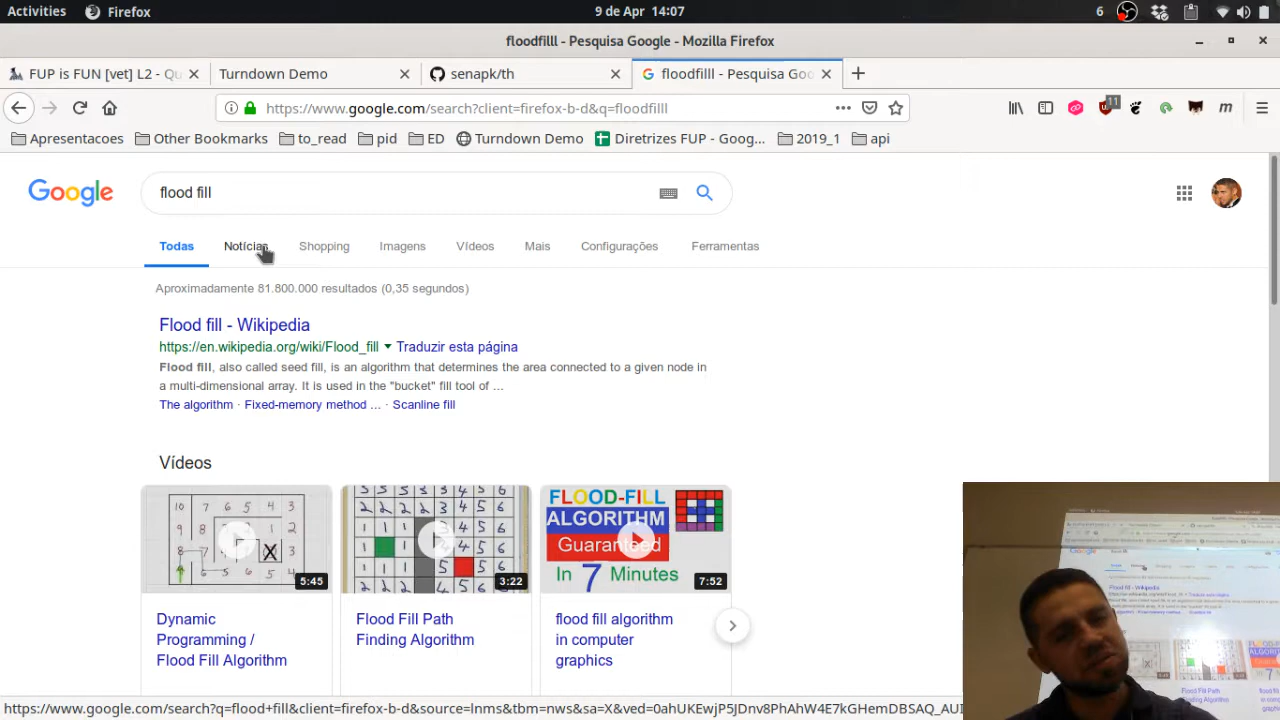 Activities Firefox 9 de Apr 14:07 6
floodfilll - Pesquisa Google - Mozilla Firefox
FUP is FUN [vet] L2 - Qu Turndown Demo senapk/th floodfilll - Pesquisa Goo
https://www.google.com/search?client=firefox-b-d&q=floodfilll 11
Apresentacoes Other Bookmarks to_read pid ED Turndown Demo Diretrizes FUP - Goog... 2019_1 api
Google flood fill
Todas Notícias Shopping Imagens Vídeos Mais Configurações Ferramentas
Aproximadamente 81.800.000 resultados (0,35 segundos)
Flood fill - Wikipedia
https://en.wikipedia.org/wiki/Flood_fill Traduzir esta página
Flood fill, also called seed fill, is an algorithm that determines the area connected to a given node in
a multi-dimensional array. It is used in the "bucket" fill tool of ...
The algorithm · Fixed-memory method ... · Scanline fill
Vídeos
FLOOD-FILL
ALGORITHM
Guaranteed
In 7 Minutes
5:45 3:22 7:52
Dynamic
Programming /
Flood Fill Algorithm
Flood Fill Path
Finding Algorithm
flood fill algorithm
in computer
graphics
https://www.google.com/search?q=flood+fill&client=firefox-b-d&source=lnms&tbm=nws&sa=X&ved=0ahUKEwjP5JDnv8PhAhW4E7kGHemDBSAQ_AUI